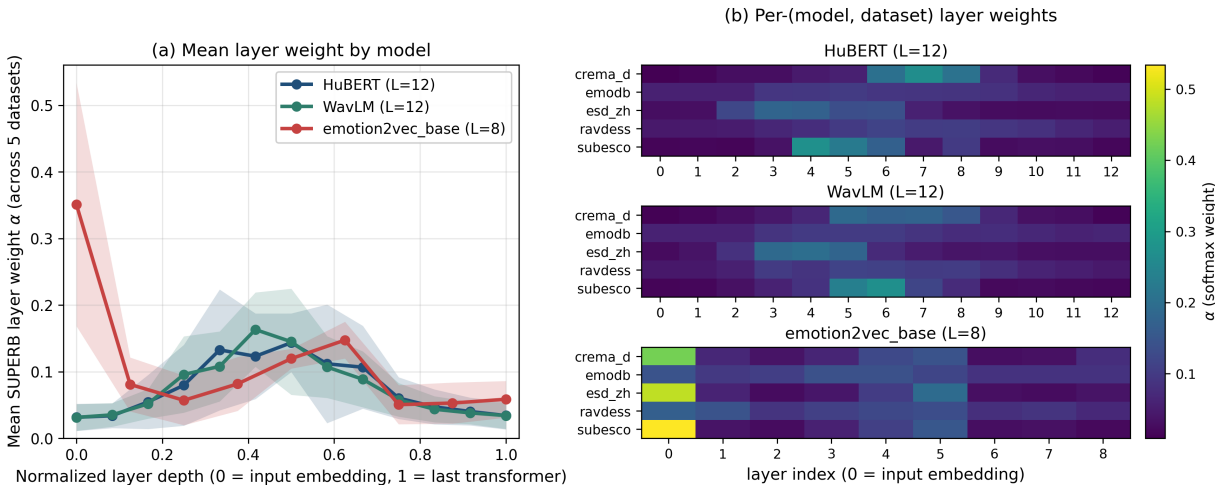 (a) Mean layer weight by model
Mean SUPERB layer weight α (across 5 datasets)
0.5
0.4
0.3
0.2
0.1
0.0
HuBERT (L=12)
WavLM (L=12)
emotion2vec_base (L=8)
0.0 0.2 0.4 0.6 0.8 1.0
Normalized layer depth (0 = input embedding, 1 = last transformer)
(b) Per-(model, dataset) layer weights
HuBERT (L=12)
crema_d
emodb
esd_zh
ravdess
subesco
0 1 2 3 4 5 6 7 8 9 10 11 12
WavLM (L=12)
crema_d
emodb
esd_zh
ravdess
subesco
0 1 2 3 4 5 6 7 8 9 10 11 12
emotion2vec_base (L=8)
crema_d
emodb
esd_zh
ravdess
subesco
0 1 2 3 4 5 6 7 8
layer index (0 = input embedding)
0.5
0.4
0.3
0.2
0.1
α (softmax weight)